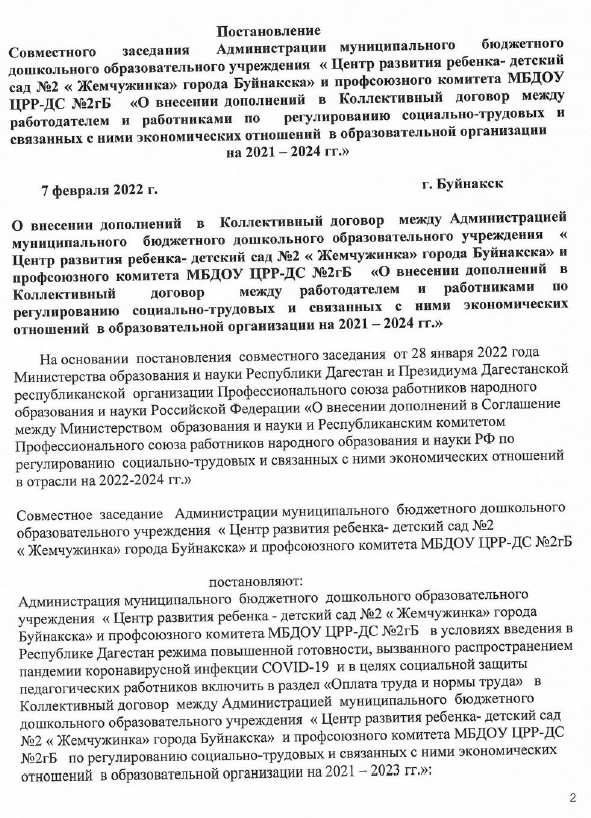 Постановление
Совместного заседания Администрации муниципального бюджетного
дошкольного образовательного учреждения « Центр развития ребенка- детский
сад №2 « Жемчужинка» города Буйнакска» и профсоюзного комитета МБДОУ
ЦРР-ДС №2гБ «О внесении дополнений в Коллективный договор между
работодателем и работниками по регулированию социально-трудовых и
связанных с ними экономических отношений в образовательной организации
на 2021 – 2024 гг.»
7 февраля 2022 г. г. Буйнакск
О внесении дополнений в Коллективный договор между Администрацией
муниципального бюджетного дошкольного образовательного учреждения «
Центр развития ребенка- детский сад №2 « Жемчужинка» города Буйнакска» и
профсоюзного комитета МБДОУ ЦРР-ДС №2гБ «О внесении дополнений в
Коллективный договор между работодателем и работниками по
регулированию социально-трудовых и связанных с ними экономических
отношений в образовательной организации на 2021 – 2024 гг.»
На основании постановления совместного заседания от 28 января 2022 года
Министерства образования и науки Республики Дагестан и Президиума Дагестанской
республиканской организации Профессионального союза работников народного
образования и науки Российской Федерации «О внесении дополнений в Соглашение
между Министерством образования и науки и Республиканским комитетом
Профессионального союза работников народного образования и науки РФ по
регулированию социально-трудовых и связанных с ними экономических отношений
в отрасли на 2022-2024 гг.»
Совместное заседание Администрации муниципального бюджетного дошкольного
образовательного учреждения « Центр развития ребенка- детский сад №2
« Жемчужинка» города Буйнакска» и профсоюзного комитета МБДОУ ЦРР-ДС №2гБ
постановляют:
Администрация муниципального бюджетного дошкольного образовательного
учреждения « Центр развития ребенка - детский сад №2 « Жемчужинка» города
Буйнакска» и профсоюзного комитета МБДОУ ЦРР-ДС №2гБ в условиях введения в
Республике Дагестан режима повышенной готовности, вызванного распространением
пандемии коронавирусной инфекции COVID-19 и в целях социальной защиты
педагогических работников включить в раздел «Оплата труда и нормы труда» в
Коллективный договор между Администрацией муниципального бюджетного
дошкольного образовательного учреждения « Центр развития ребенка- детский сад
№2 « Жемчужинка» города Буйнакска» и профсоюзного комитета МБДОУ ЦРР-ДС
№2гБ по регулированию социально-трудовых и связанных с ними экономических
отношений в образовательной организации на 2021 – 2023 гг.»:
2